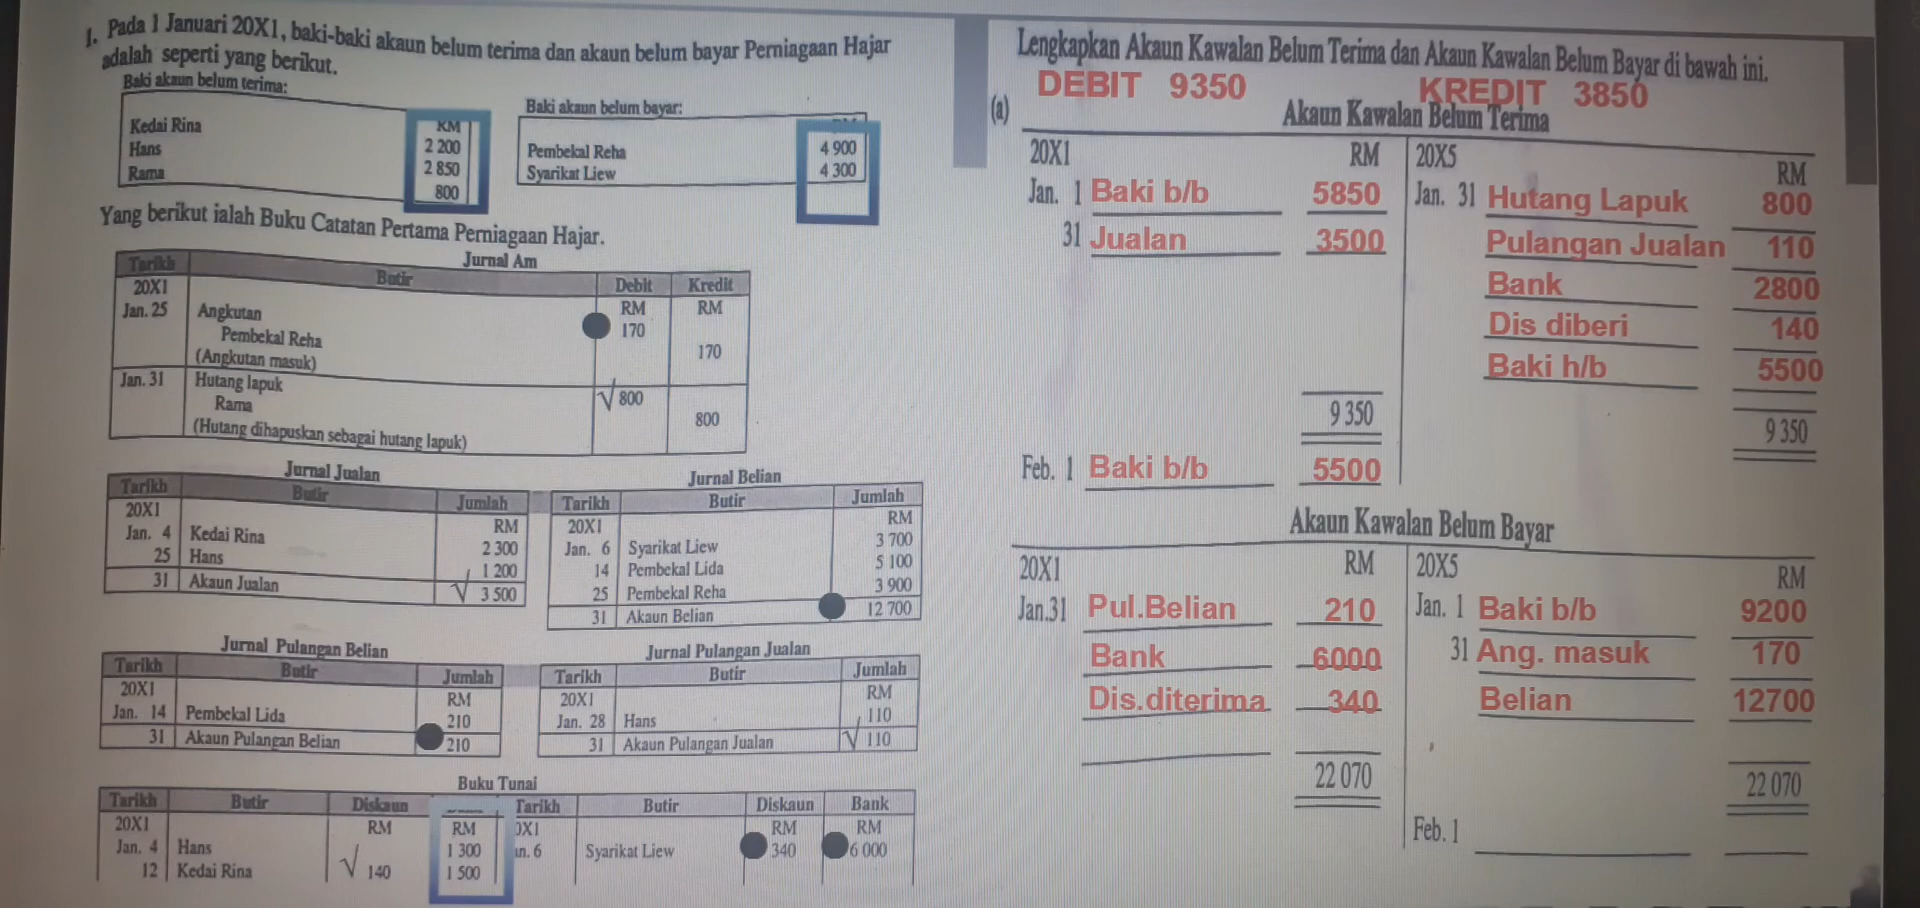 1. Pada 1 Januari 20X1, baki-baki akaun belum terima dan akaun belum bayar Perniagaan Hajar
adalah seperti yang berikut.
Baki akaun belum terima:
RM
Kedai Rina 2 200
Hans 2 850
Rama 800
Baki akaun belum bayar:
Pembekal Reha 4 900
Syarikat Liew 4 300
Yang berikut ialah Buku Catatan Pertama Perniagaan Hajar.
Jurnal Am
Tarikh Butir Debit Kredit
20X1 RM RM
Jan. 25 Angkutan 170
Pembekal Reha 170
(Angkutan masuk)
Jan. 31 Hutang lapuk √ 800
Rama 800
(Hutang dihapuskan sebagai hutang lapuk)
Jurnal Jualan
Tarikh Butir Jumlah
20X1 RM
Jan. 4 Kedai Rina 2 300
25 Hans 1 200
31 Akaun Jualan √ 3 500
Jurnal Belian
Tarikh Butir Jumlah
20X1 RM
Jan. 6 Syarikat Liew 3 700
14 Pembekal Lida 5 100
25 Pembekal Reha 3 900
31 Akaun Belian 12 700
Jurnal Pulangan Belian
Tarikh Butir Jumlah
20X1 RM
Jan. 14 Pembekal Lida 210
31 Akaun Pulangan Belian 210
Jurnal Pulangan Jualan
Tarikh Butir Jumlah
20X1 RM
Jan. 28 Hans 110
31 Akaun Pulangan Jualan √ 110
Buku Tunai
Tarikh Butir Diskaun Tarikh Butir Diskaun Bank
20X1 RM RM 0X1 RM RM
Jan. 4 Hans 1 300 an. 6 Syarikat Liew 340 6 000
12 Kedai Rina √ 140 1 500
Lengkapkan Akaun Kawalan Belum Terima dan Akaun Kawalan Belum Bayar di bawah ini.
DEBIT 9350 KREDIT 3850
(a) Akaun Kawalan Belum Terima
20X1 RM 20X5 RM
Jan. 1 Baki b/b 5850 Jan. 31 Hutang Lapuk 800
31 Jualan 3500 Pulangan Jualan 110
Bank 2800
Dis diberi 140
Baki h/b 5500
9 350 9 350
Feb. 1 Baki b/b 5500
Akaun Kawalan Belum Bayar
20X1 RM 20X5 RM
Jan.31 Pul.Belian 210 Jan. 1 Baki b/b 9200
Bank 6000 31 Ang. masuk 170
Dis.diterima 340 Belian 12700
22 070 22 070
Feb. 1